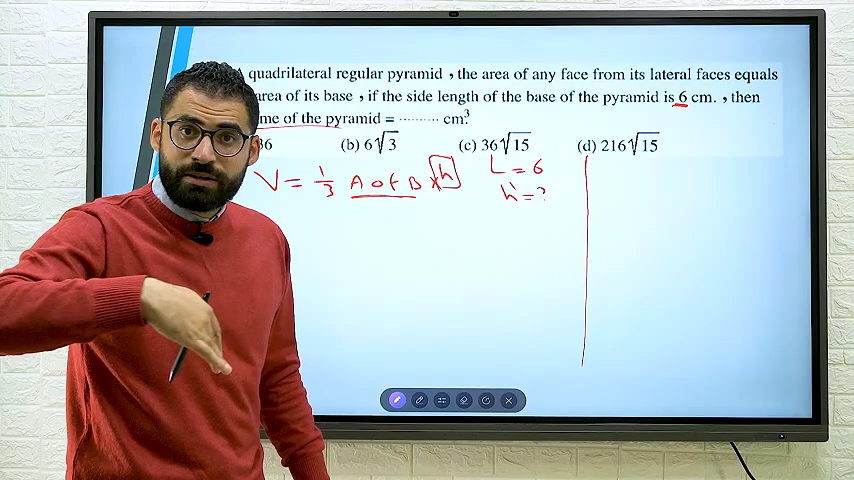 quadrilateral regular pyramid , the area of any face from its lateral faces equals
area of its base , if the side length of the base of the pyramid is 6 cm. , then
me of the pyramid = ········· cm³.
36 (b) 6√3 (c) 36√15 (d) 216√15
V = 1/3 A of B × h L = 6
h = ?